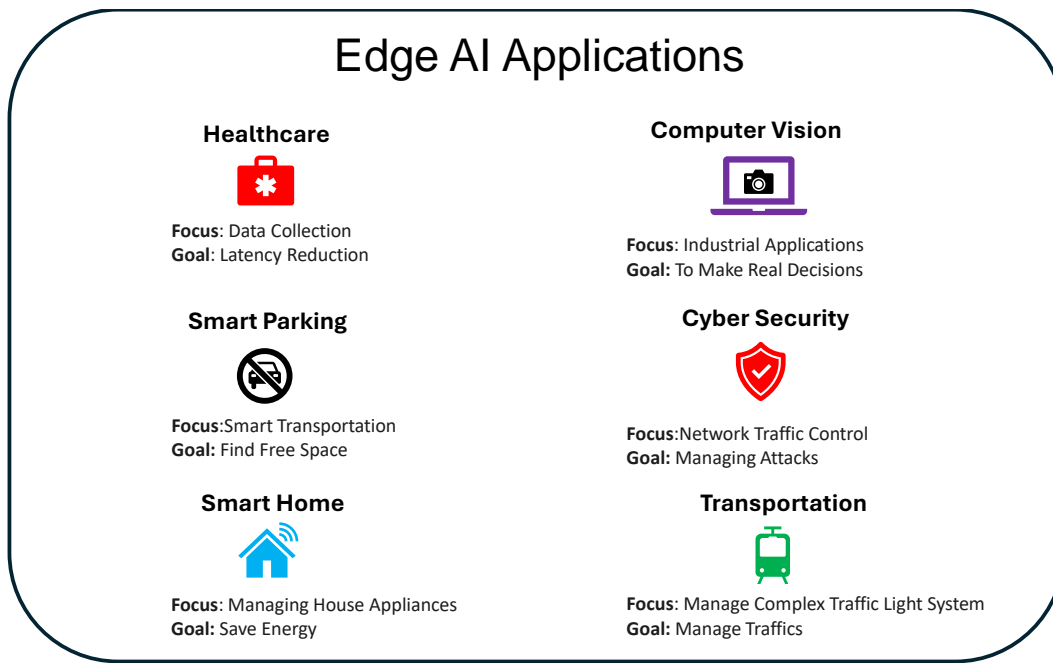 Edge AI Applications
Healthcare
Focus: Data Collection
Goal: Latency Reduction
Computer Vision
Focus: Industrial Applications
Goal: To Make Real Decisions
Smart Parking
Focus:Smart Transportation
Goal: Find Free Space
Cyber Security
Focus:Network Traffic Control
Goal: Managing Attacks
Smart Home
Focus: Managing House Appliances
Goal: Save Energy
Transportation
Focus: Manage Complex Traffic Light System
Goal: Manage Traffics